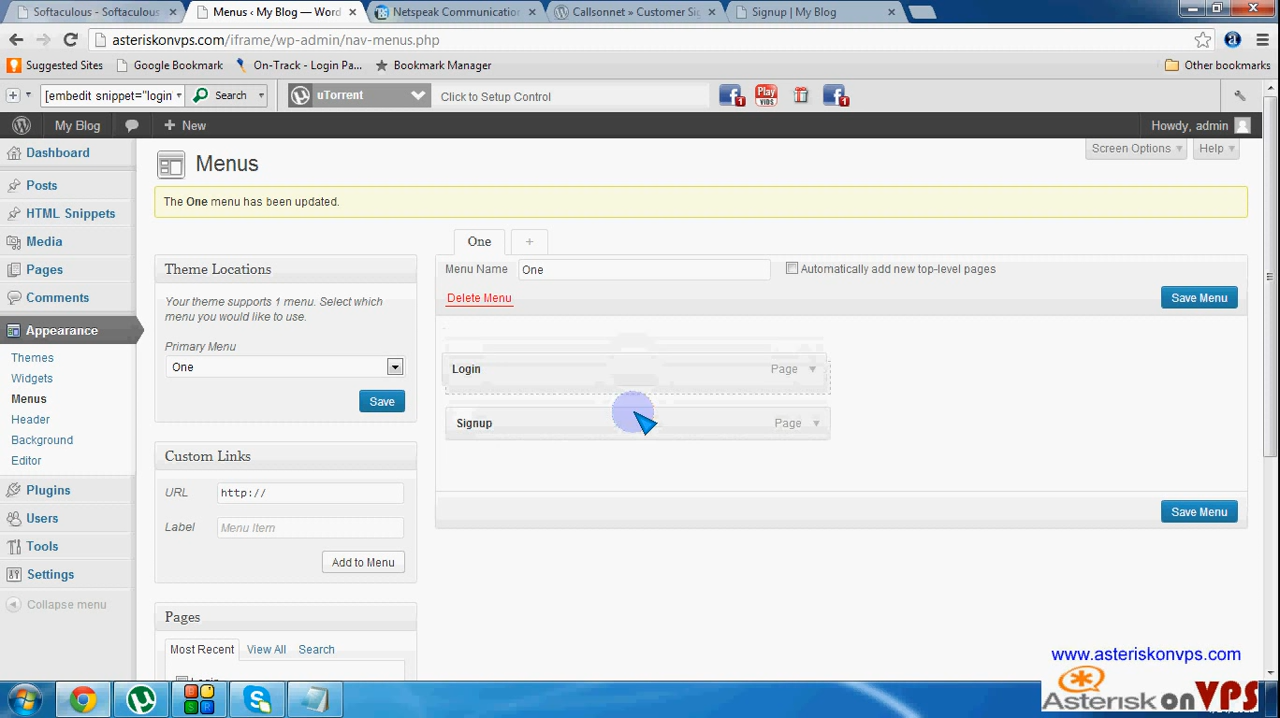 Softaculous - Softaculous
Menus ‹ My Blog — Word
Netspeak Communication
Callsonnet » Customer Si
Signup | My Blog
asteriskonvps.com/iframe/wp-admin/nav-menus.php
Suggested Sites
Google Bookmark
On-Track - Login Pa...
Bookmark Manager
Other bookmarks
[embedit snippet="login
Search
uTorrent
Click to Setup Control
1
Play
VIDS
1
My Blog
+ New
Howdy, admin
Dashboard
Posts
HTML Snippets
Media
Pages
Comments
Appearance
Themes
Widgets
Menus
Header
Background
Editor
Plugins
Users
Tools
Settings
Collapse menu
Menus
Screen Options
Help
The One menu has been updated.
Theme Locations
Your theme supports 1 menu. Select which
menu you would like to use.
Primary Menu
One
Save
Custom Links
URL
http://
Label
Menu Item
Add to Menu
Pages
Most Recent
View All
Search
One
+
Menu Name
One
Automatically add new top-level pages
Delete Menu
Save Menu
Login
Page
Signup
Page
Save Menu
www.asteriskonvps.com
Asterisk on VPS